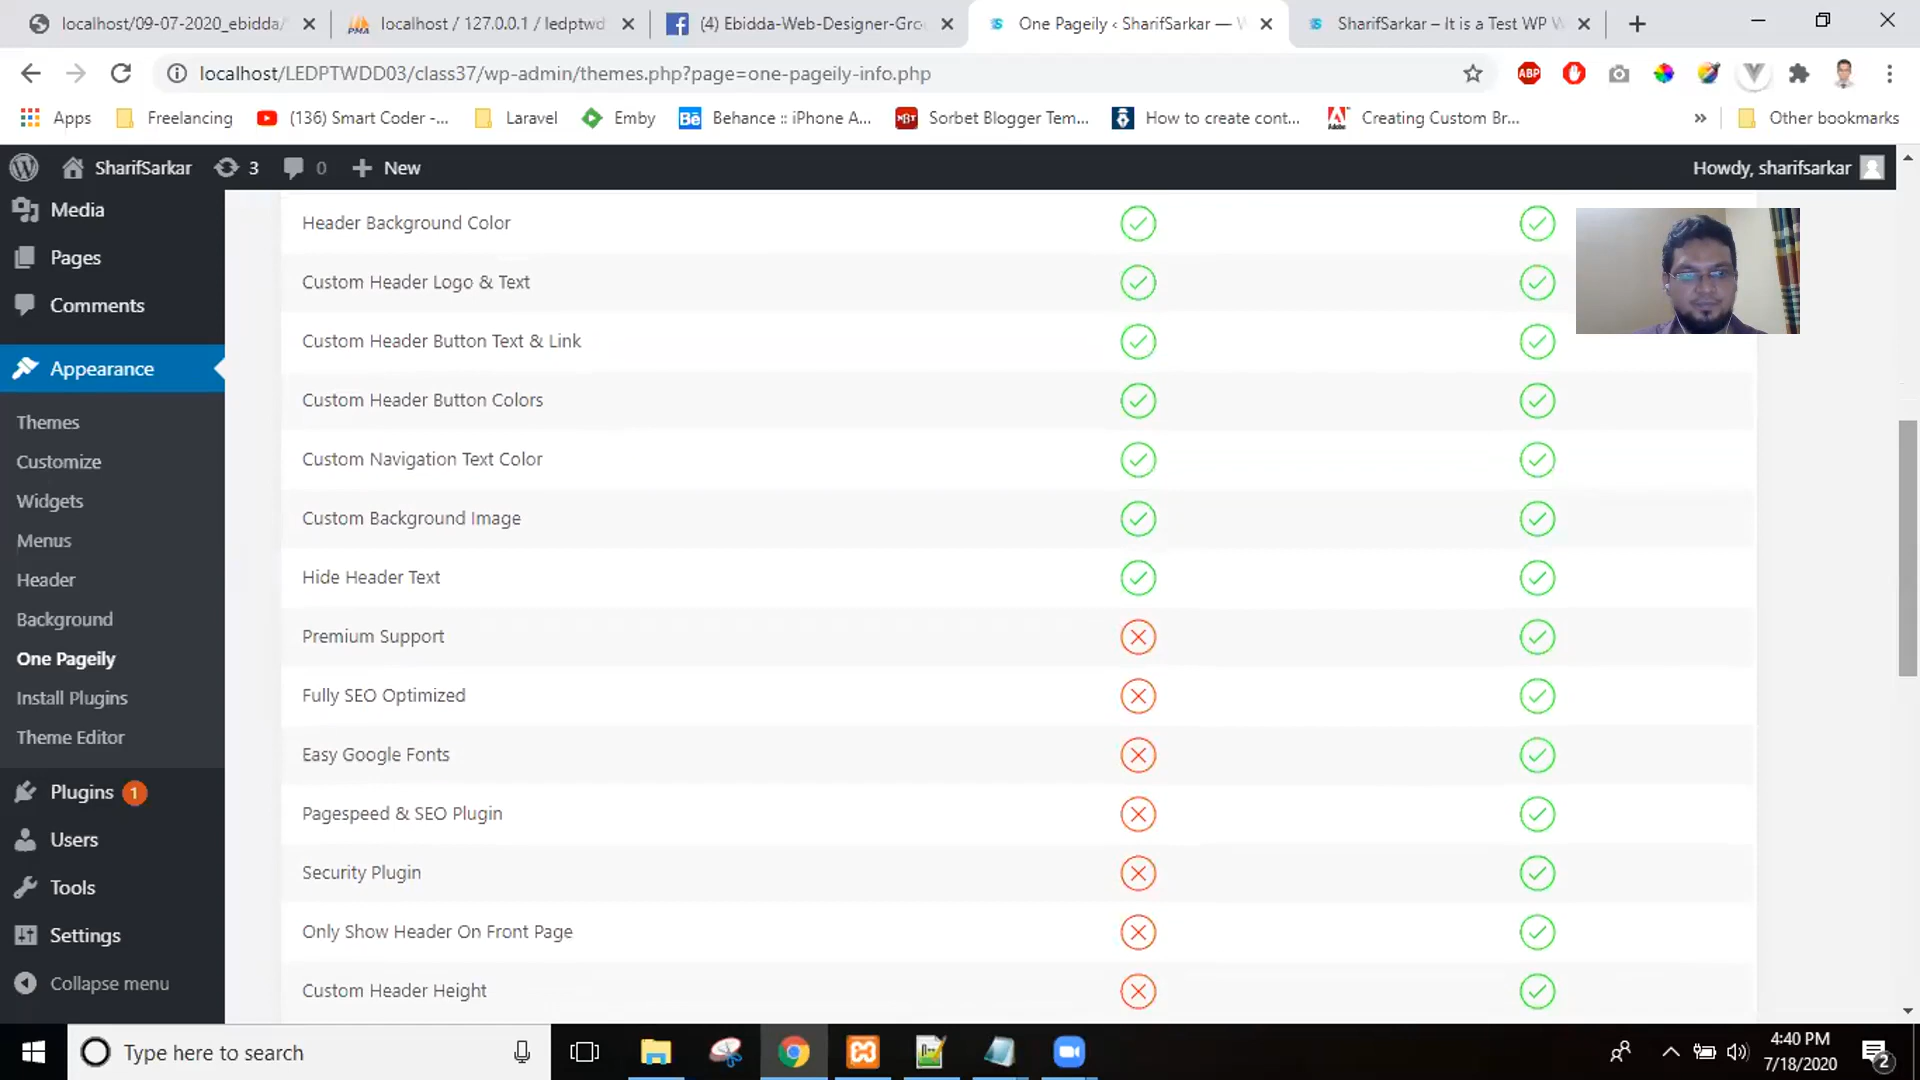 localhost/09-07-2020_ebidda/
localhost / 127.0.0.1 / ledptwd
(4) Ebidda-Web-Designer-Gro
One Pageily ‹ SharifSarkar —
SharifSarkar – It is a Test WP W
localhost/LEDPTWDD03/class37/wp-admin/themes.php?page=one-pageily-info.php
ABP
Apps
Freelancing
(136) Smart Coder -...
Laravel
Emby
Behance :: iPhone A...
Sorbet Blogger Tem...
How to create cont...
Creating Custom Br...
»
Other bookmarks
SharifSarkar
3
0
+ New
Howdy, sharifsarkar
Media
Pages
Comments
Appearance
Themes
Customize
Widgets
Menus
Header
Background
One Pageily
Install Plugins
Theme Editor
Plugins 1
Users
Tools
Settings
Collapse menu
Header Background Color
Custom Header Logo & Text
Custom Header Button Text & Link
Custom Header Button Colors
Custom Navigation Text Color
Custom Background Image
Hide Header Text
Premium Support
Fully SEO Optimized
Easy Google Fonts
Pagespeed & SEO Plugin
Security Plugin
Only Show Header On Front Page
Custom Header Height
Type here to search
4:40 PM
7/18/2020
2